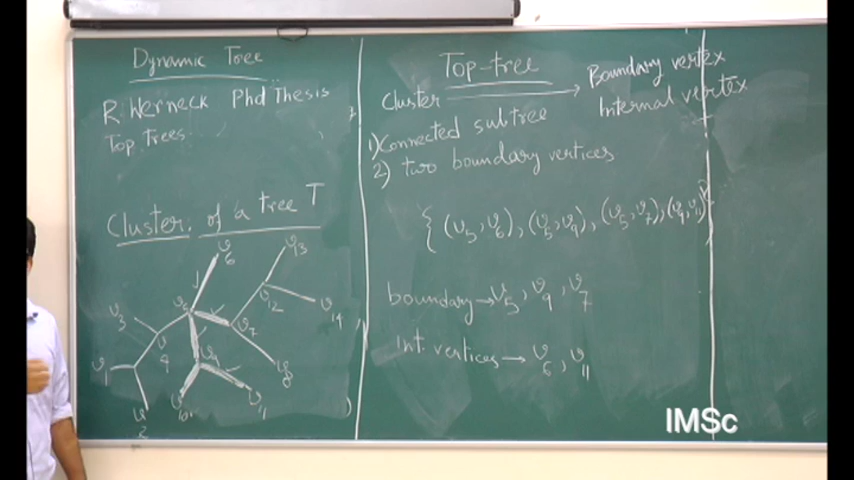 Dynamic Tree
R. Werneck Phd Thesis
Top Trees
Cluster of a tree T
v6
v13
v3
v5
v12
v14
v4
v7
v1
v9
v8
v2
v10
v11
Top-tree
Cluster → Boundary vertex
Internal vertex
1) Connected subtree
2) two boundary vertices
{(v5,v6), (v5,v9), (v5,v7), (v9,v11)}
boundary → v5, v9, v7
int. vertices → v6, v11
IMSc